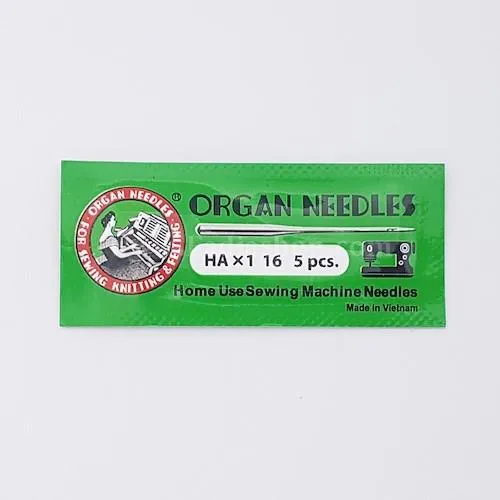 ORGAN NEEDLES
FOR SEWING KNITTING & FELTING
® ORGAN NEEDLES
HA×1 16 5 pcs.
Home Use Sewing Machine Needles
Made in Vietnam